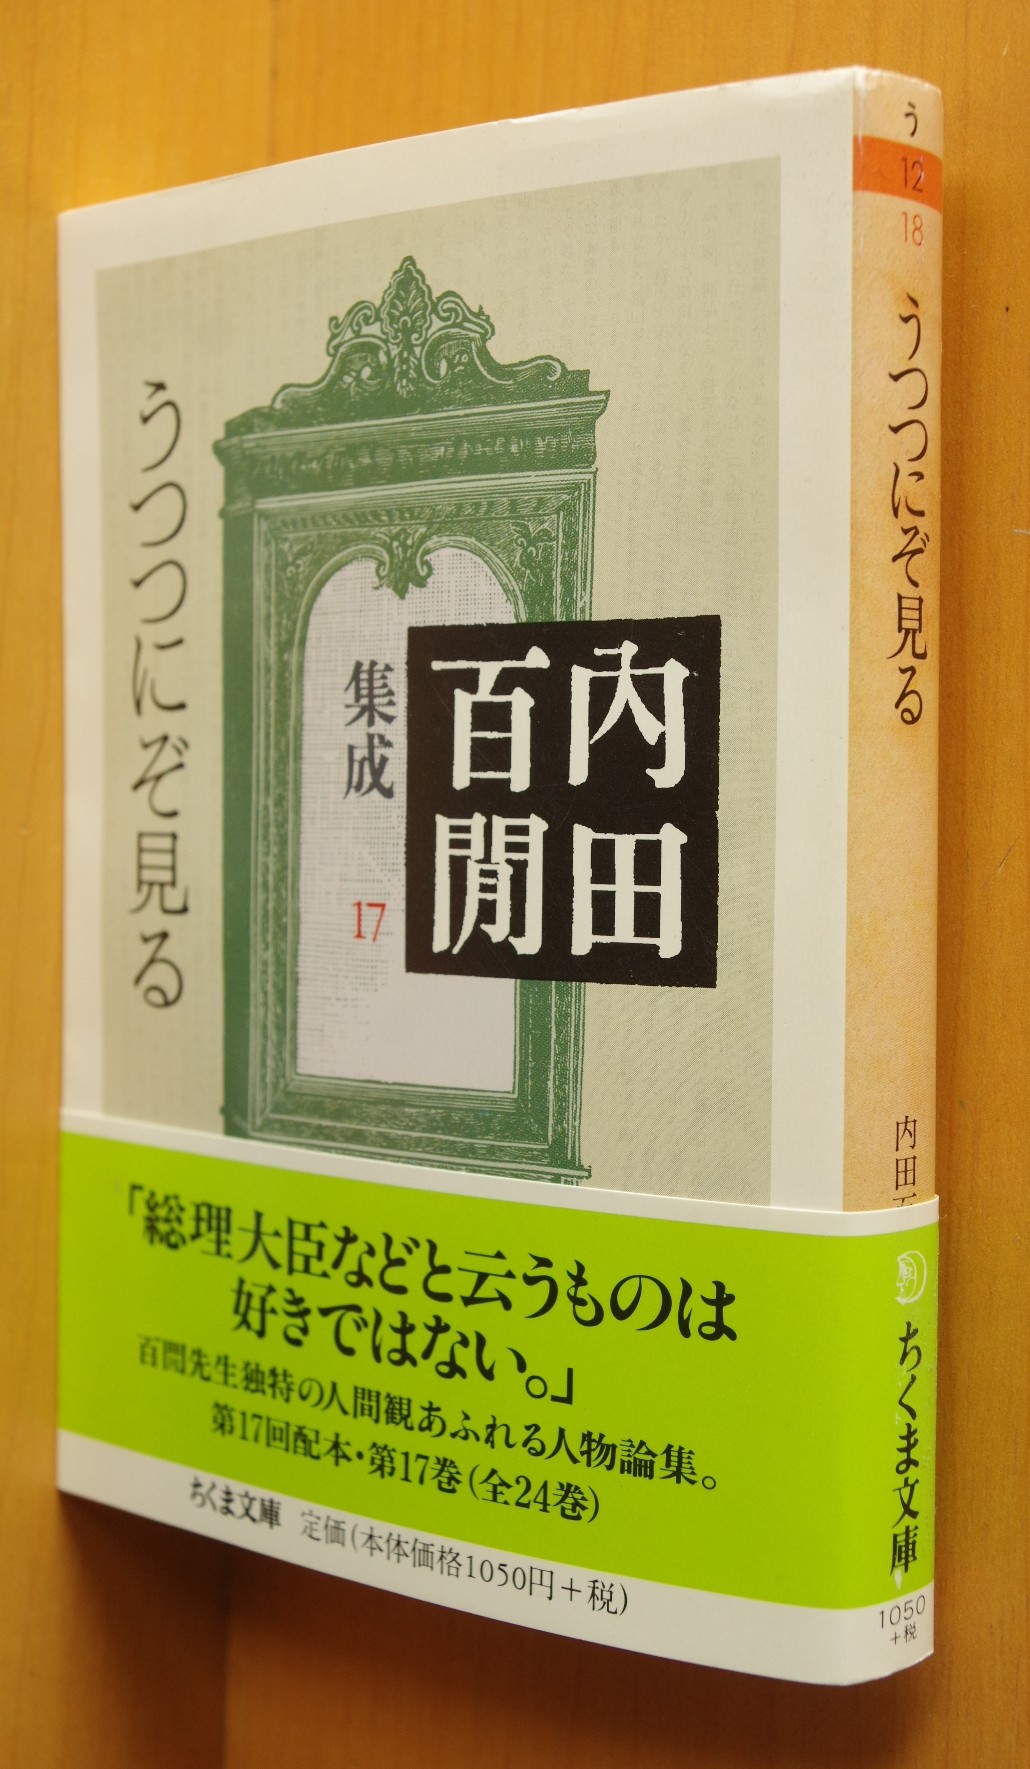 うつつにぞ見る
内田
百閒
集成
17
「総理大臣などと云うものは
好きではない。」
百閒先生独特の人間観あふれる人物論集。
第17回配本・第17巻(全24巻)
ちくま文庫 定価(本体価格1050円+税)
う
12
18
うつつにぞ見る
内田
ちくま文庫
1050
+税